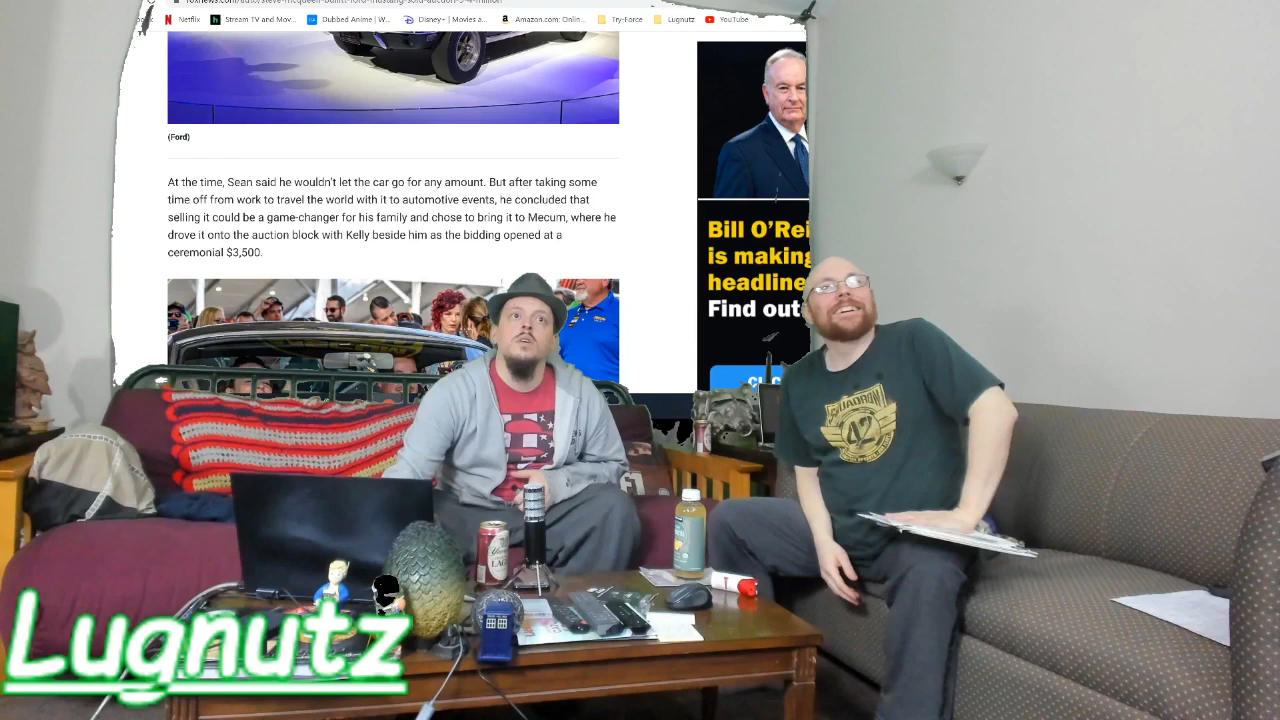 Netflix
Stream TV and Mov...
Dubbed Anime | W...
Disney+ | Movies a...
Amazon.com: Onlin...
Try-Force
Lugnutz
YouTube
(Ford)
At the time, Sean said he wouldn't let the car go for any amount. But after taking some
time off from work to travel the world with it to automotive events, he concluded that
selling it could be a game-changer for his family and chose to bring it to Mecum, where he
drove it onto the auction block with Kelly beside him as the bidding opened at a
ceremonial $3,500.
Bill O'Rei
is making
headline
Find out
SQUADRON
42
Lugnutz